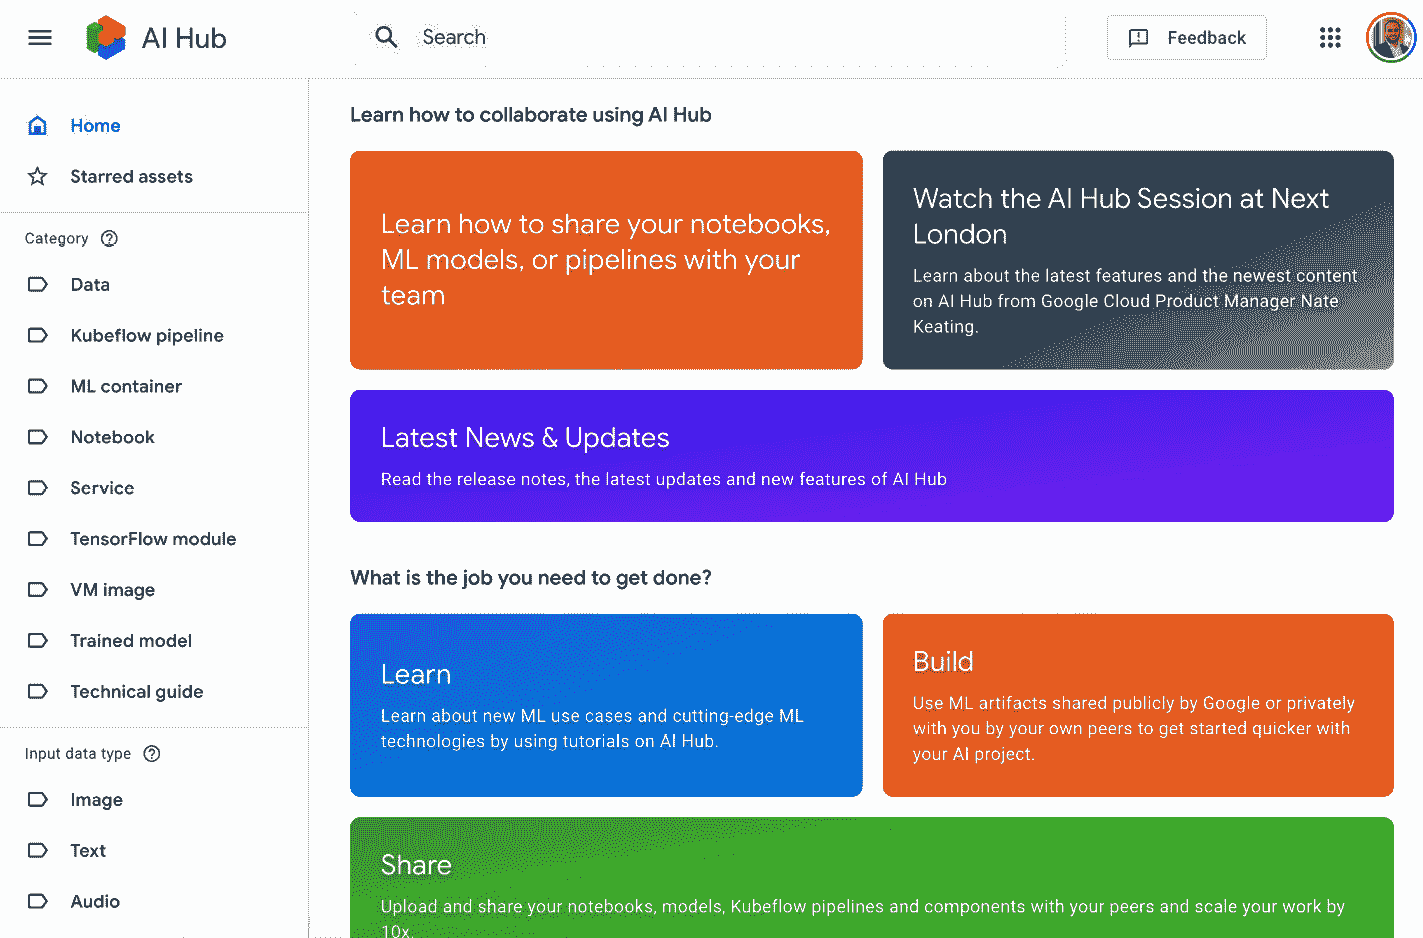 AI Hub
Search
Feedback
Home
Starred assets
Category
Data
Kubeflow pipeline
ML container
Notebook
Service
TensorFlow module
VM image
Trained model
Technical guide
Input data type
Image
Text
Audio
Learn how to collaborate using AI Hub
Learn how to share your notebooks,
ML models, or pipelines with your
team
Watch the AI Hub Session at Next
London
Learn about the latest features and the newest content
on AI Hub from Google Cloud Product Manager Nate
Keating.
Latest News & Updates
Read the release notes, the latest updates and new features of AI Hub
What is the job you need to get done?
Learn
Learn about new ML use cases and cutting-edge ML
technologies by using tutorials on AI Hub.
Build
Use ML artifacts shared publicly by Google or privately
with you by your own peers to get started quicker with
your AI project.
Share
Upload and share your notebooks, models, Kubeflow pipelines and components with your peers and scale your work by
10x.